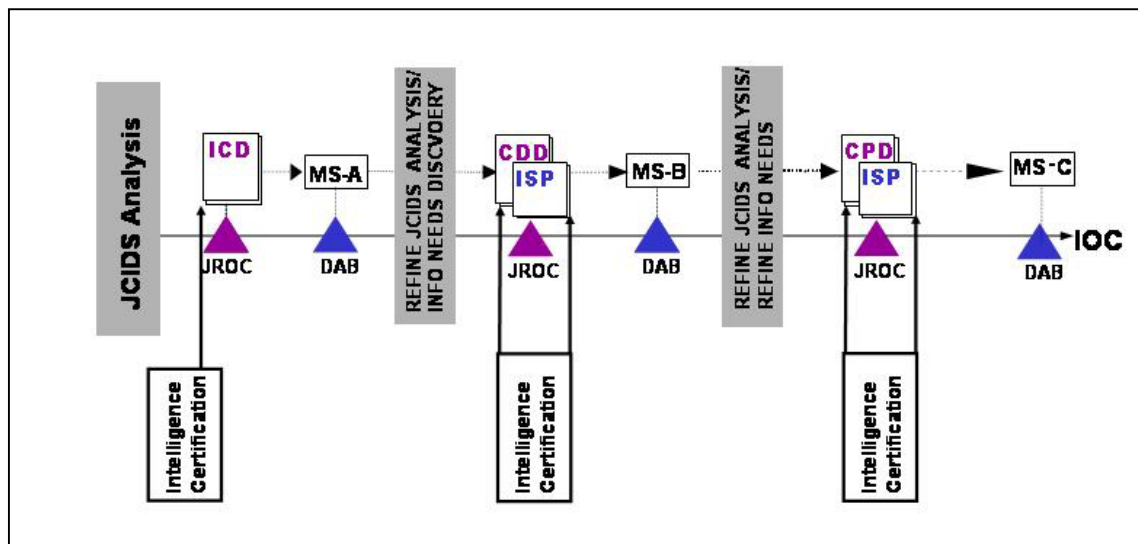 JCIDS Analysis
ICD
MS-A
JROC
DAB
Intelligence
Certification
REFINE JCIDS ANALYSIS/
INFO NEEDS DISCVOERY
CDD
ISP
MS-B
JROC
DAB
Intelligence
Certification
REFINE JCIDS ANALYSIS/
REFINE INFO NEEDS
CPD
ISP
MS-C
JROC
DAB
IOC
Intelligence
Certification